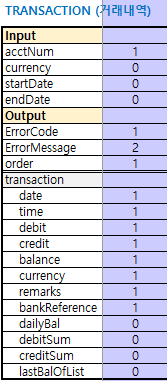 TRANSACTION (거래내역)
Input
acctNum 1
currency 0
startDate 0
endDate 0
Output
ErrorCode 1
ErrorMessage 2
order 1
transaction
date 1
time 1
debit 1
credit 1
balance 1
currency 1
remarks 1
bankReference 1
dailyBal 0
debitSum 0
creditSum 0
lastBalOfList 0